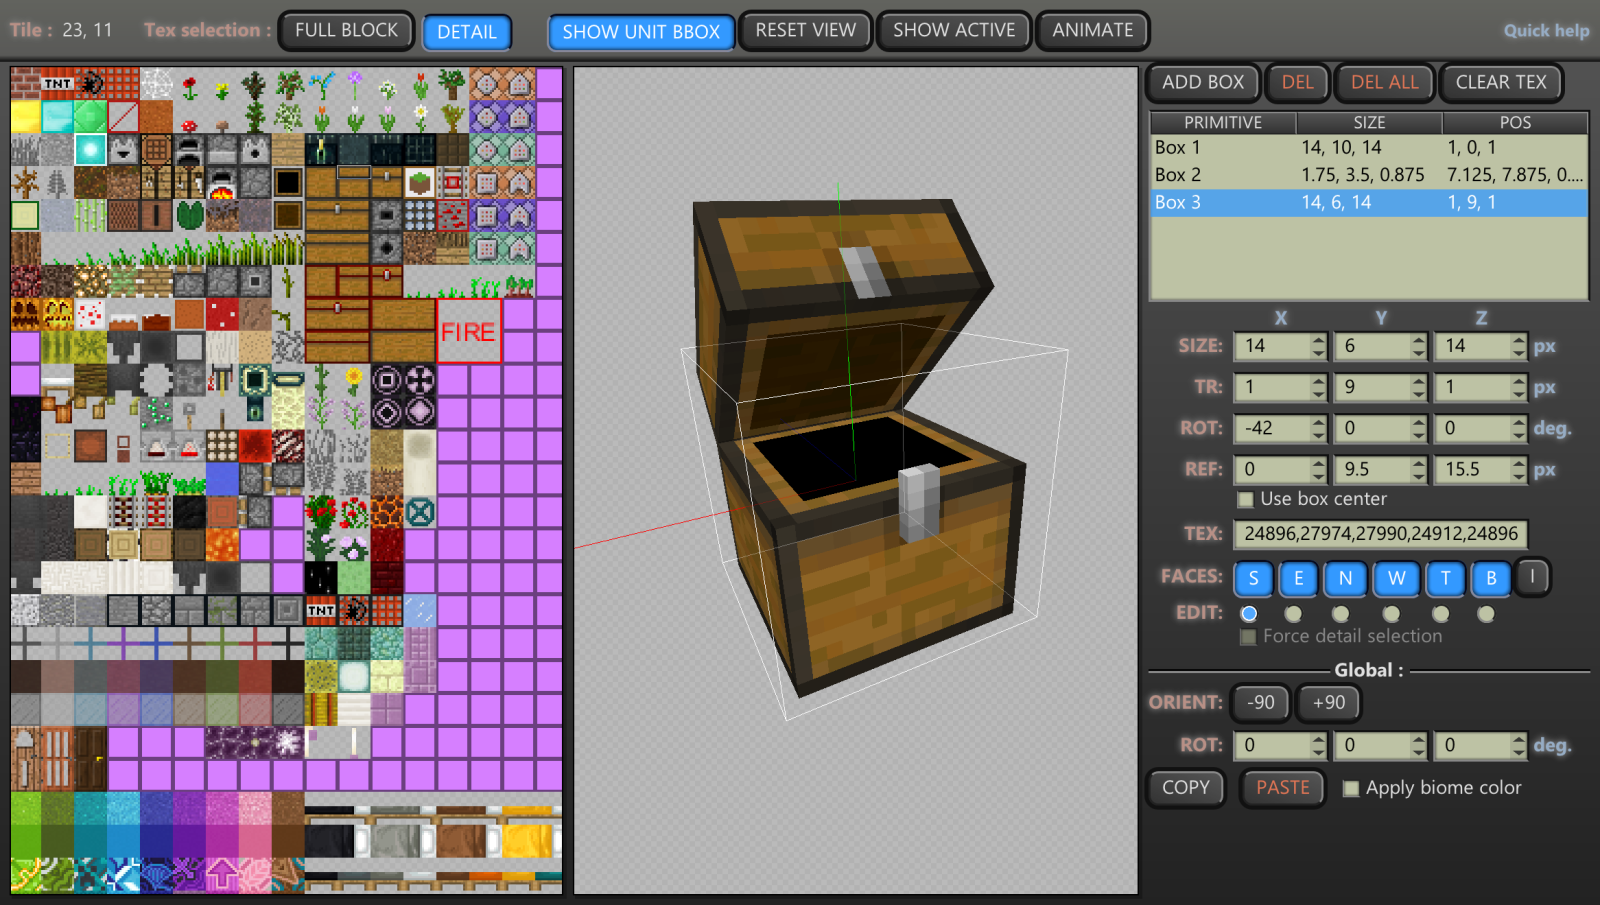 Tile : 23, 11 Tex selection : FULL BLOCK DETAIL SHOW UNIT BBOX RESET VIEW SHOW ACTIVE ANIMATE Quick help
TNT
FIRE
TNT
ADD BOX DEL DEL ALL CLEAR TEX
PRIMITIVE SIZE POS
Box 1 14, 10, 14 1, 0, 1
Box 2 1.75, 3.5, 0.875 7.125, 7.875, 0....
Box 3 14, 6, 14 1, 9, 1
X Y Z
SIZE: 14 6 14 px
TR: 1 9 1 px
ROT: -42 0 0 deg.
REF: 0 9.5 15.5 px
Use box center
TEX: 24896,27974,27990,24912,24896
FACES: S E N W T B I
EDIT:
Force detail selection
Global :
ORIENT: -90 +90
ROT: 0 0 0 deg.
COPY PASTE Apply biome color